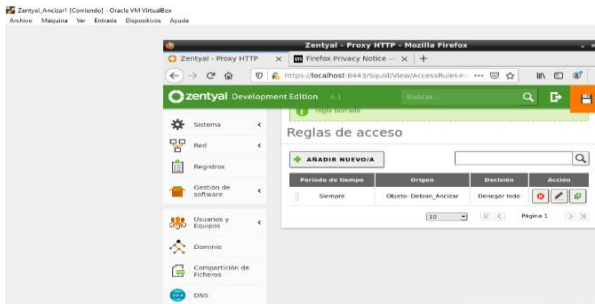 Zentyal_Ancizar1 [Corriendo] - Oracle VM VirtualBox
Archivo Máquina Ver Entrada Dispositivos Ayuda
Zentyal - Proxy HTTP - Mozilla Firefox
Zentyal - Proxy HTTP × Firefox Privacy Notice — × +
https://localhost:8443/Squid/View/AccessRules
zentyal Development Edition 6.1 Buscar...
regla borrada
Sistema
Reglas de acceso
Red
AÑADIR NUEVO/A
Registros
Período de tiempo Origen Decisión Acción
Gestión de
software
Siempre Objeto: Debian_Ancizar Denegar todo
10 Página 1
Usuarios y
Equipos
Dominio
Compartición de
Ficheros
DNS